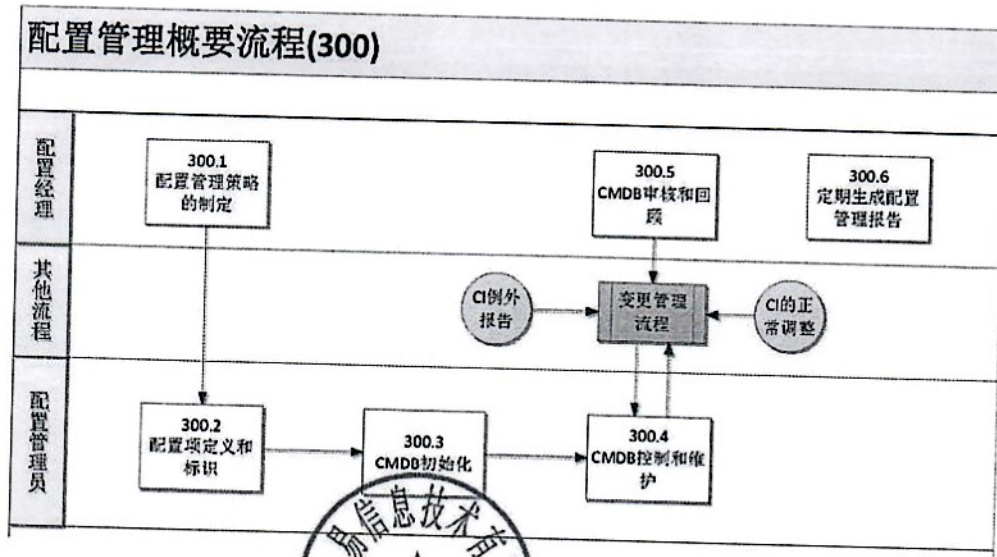 配置管理概要流程(300)
配置经理
300.1
配置管理策略
的制定
300.5
CMDB审核和回
顾
300.6
定期生成配置
管理报告
其他流程
CI例外
报告
变更管理
流程
CI的正
常调整
配置管理员
300.2
配置项定义和
标识
300.3
CMDB初始化
300.4
CMDB控制和维
护
易信息技术有